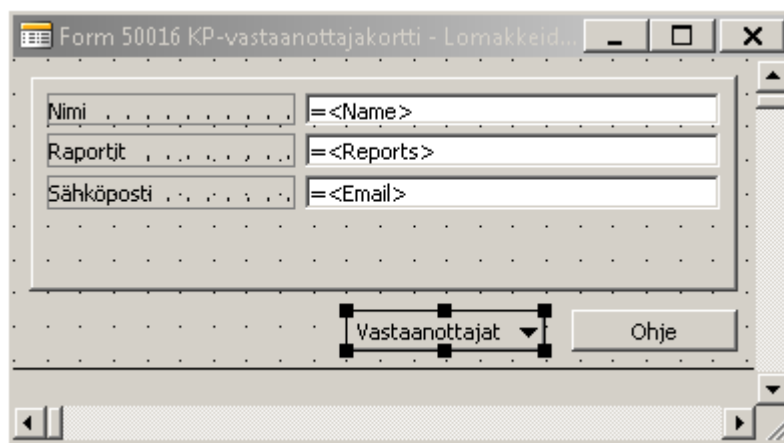 Form 50016 KP-vastaanottajakortti - Lomakkeid...
Nimi . . . . . . . . . . =<Name>
Raportit . . . . . . . =<Reports>
Sähköposti . . . . . . . =<Email>
Vastaanottajat Ohje